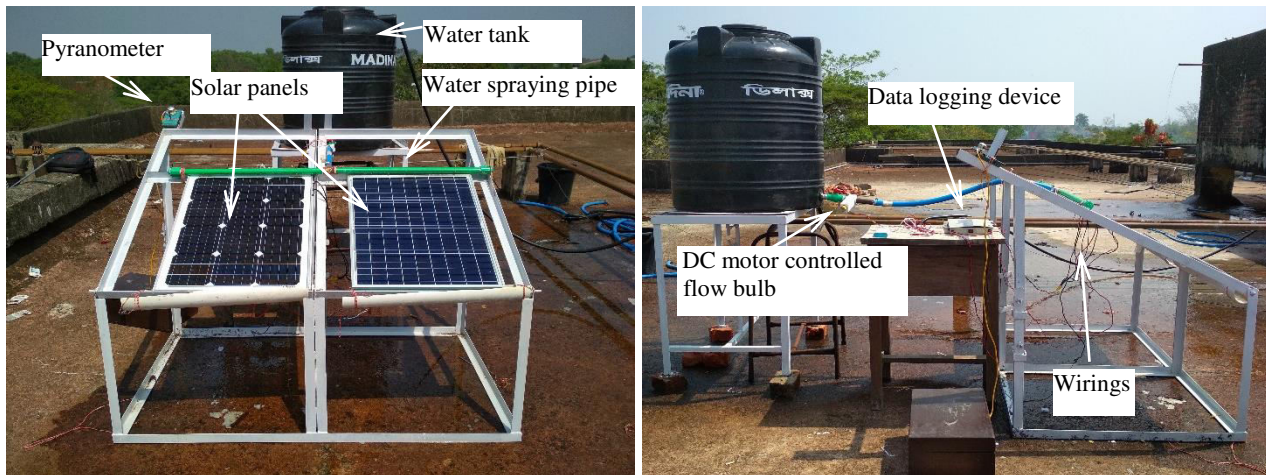 Water tank
Pyranometer
ডিলাক্স MADINA
Solar panels
Water spraying pipe
দিনা ডিলাক্স
Data logging device
DC motor controlled
flow bulb
Wirings